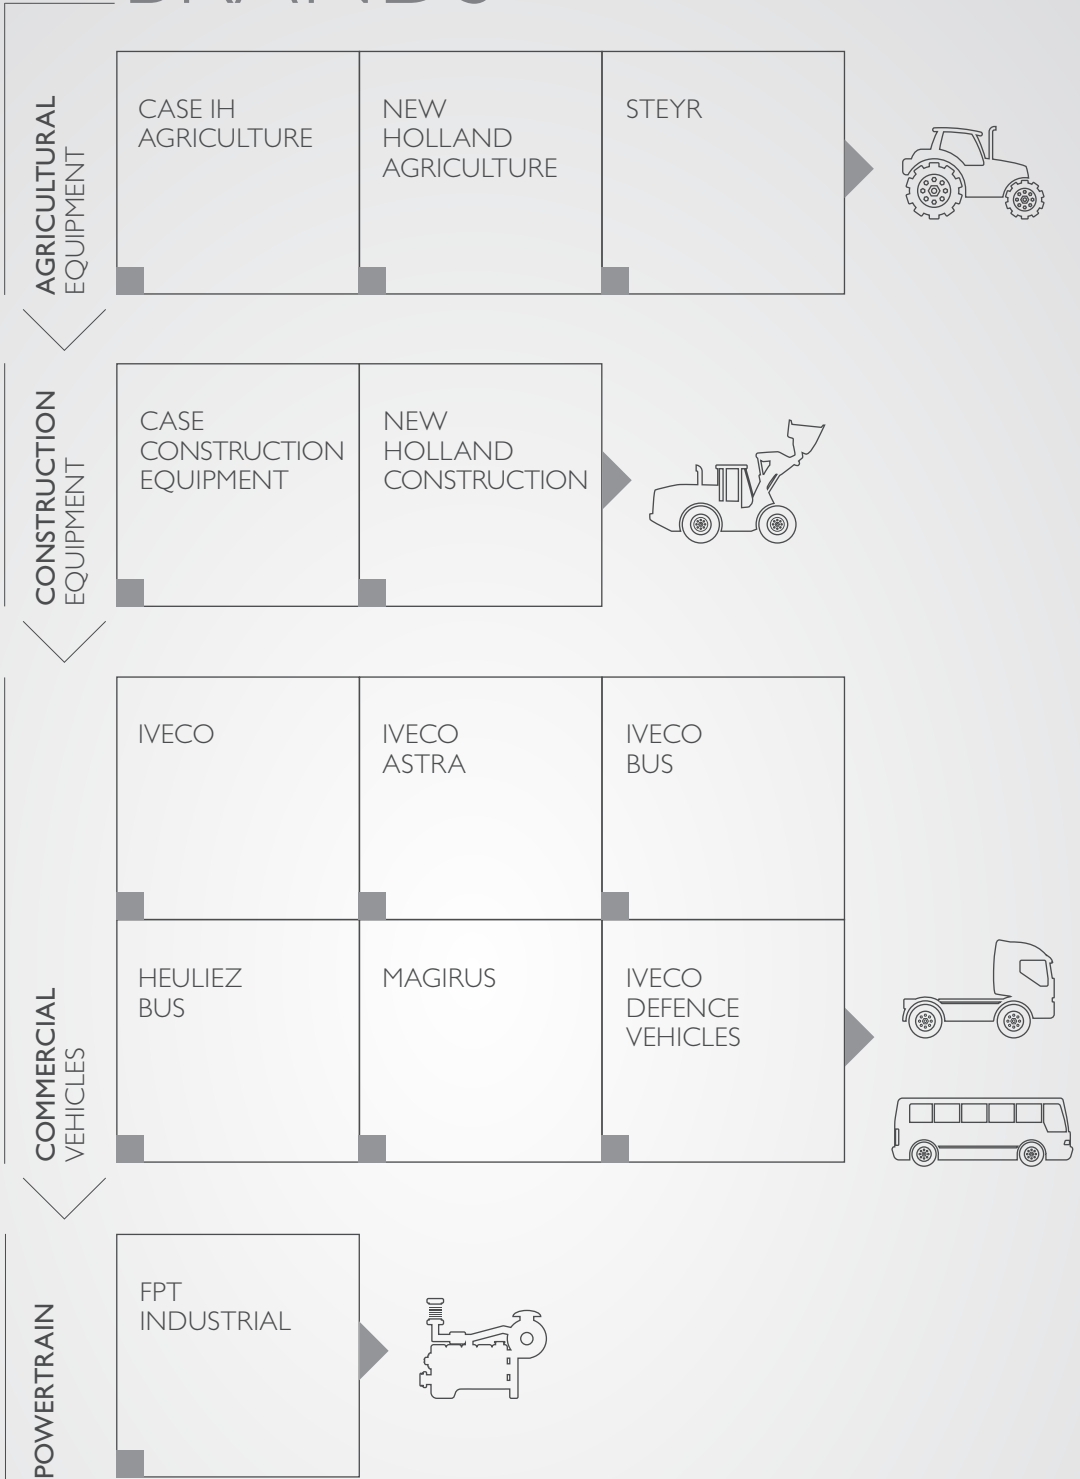 BRANDS
AGRICULTURAL
EQUIPMENT
CASE IH
AGRICULTURE
NEW
HOLLAND
AGRICULTURE
STEYR
CONSTRUCTION
EQUIPMENT
CASE
CONSTRUCTION
EQUIPMENT
NEW
HOLLAND
CONSTRUCTION
COMMERCIAL
VEHICLES
IVECO
IVECO
ASTRA
IVECO
BUS
HEULIEZ
BUS
MAGIRUS
IVECO
DEFENCE
VEHICLES
POWERTRAIN
FPT
INDUSTRIAL